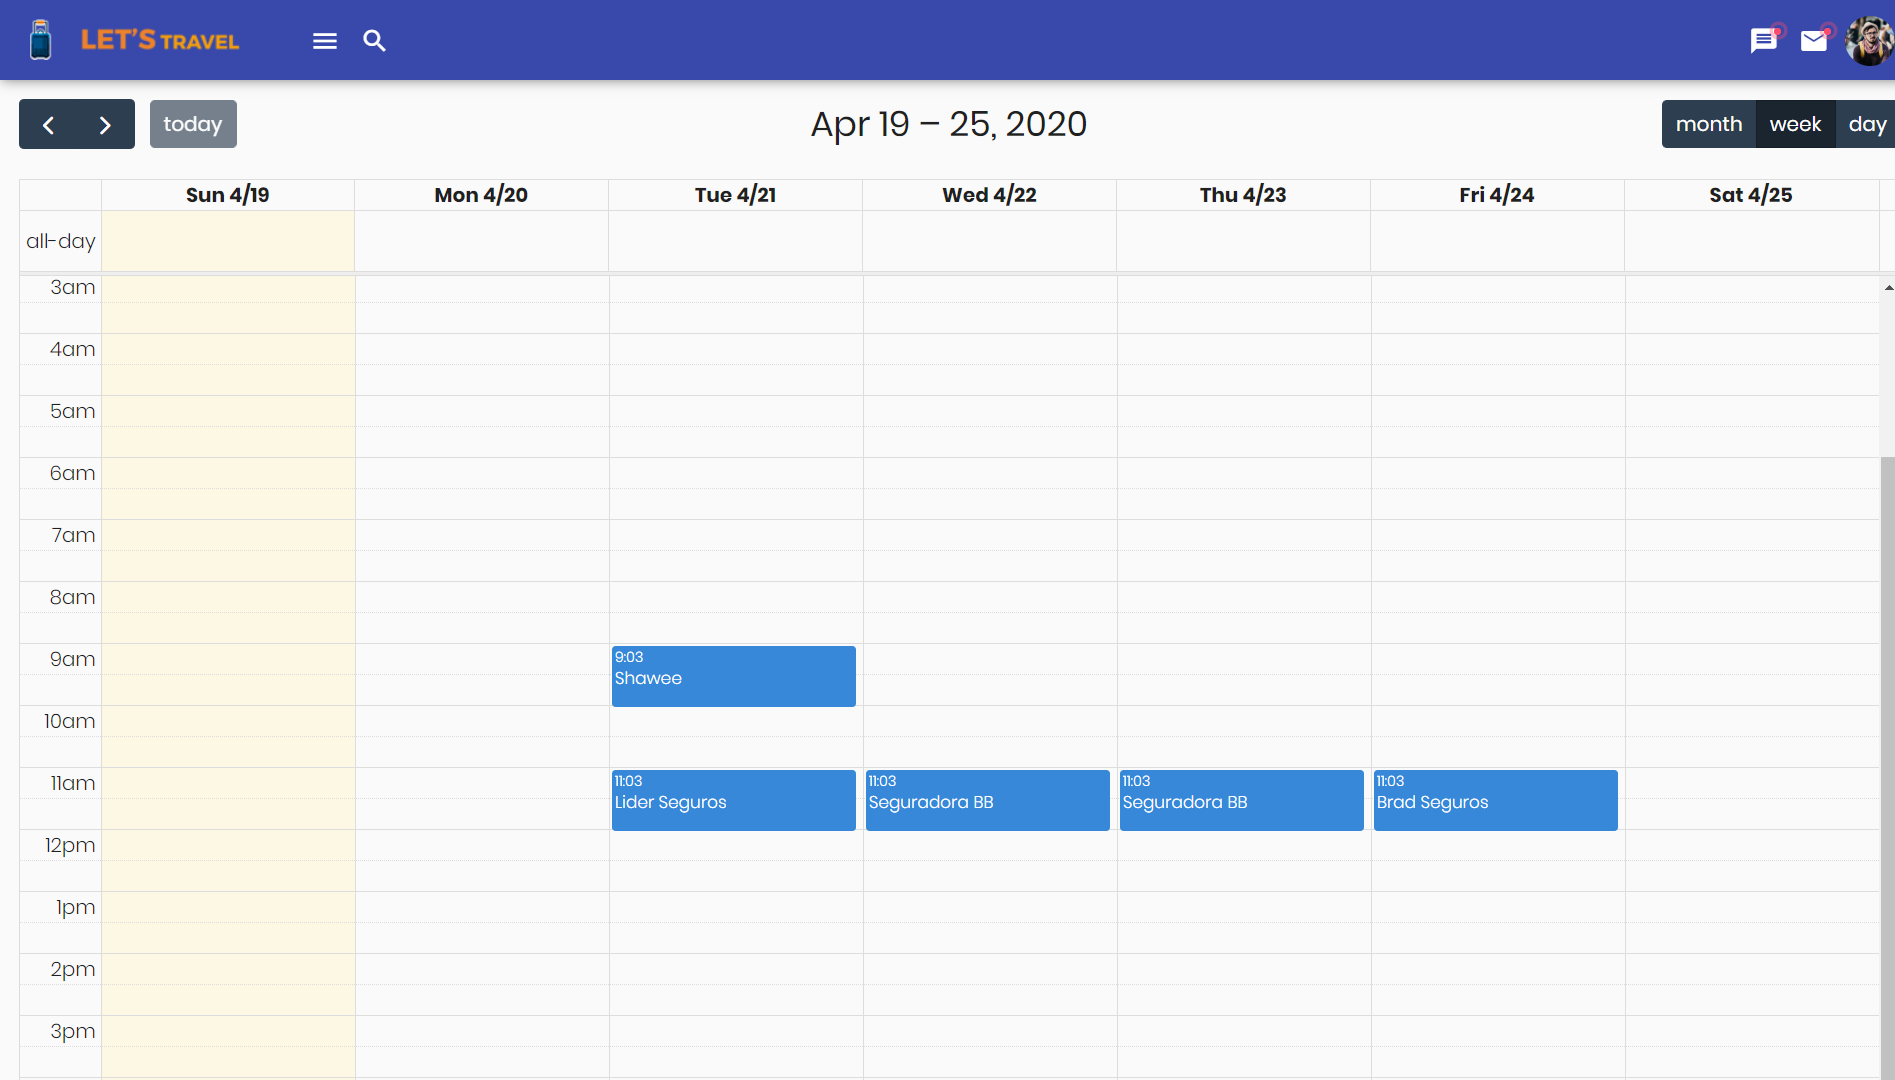 LET'S TRAVEL
today
Apr 19 – 25, 2020
month week day
Sun 4/19 Mon 4/20 Tue 4/21 Wed 4/22 Thu 4/23 Fri 4/24 Sat 4/25
all-day
3am
4am
5am
6am
7am
8am
9am
9:03
Shawee
10am
11am
11:03
Lider Seguros
11:03
Seguradora BB
11:03
Seguradora BB
11:03
Brad Seguros
12pm
1pm
2pm
3pm